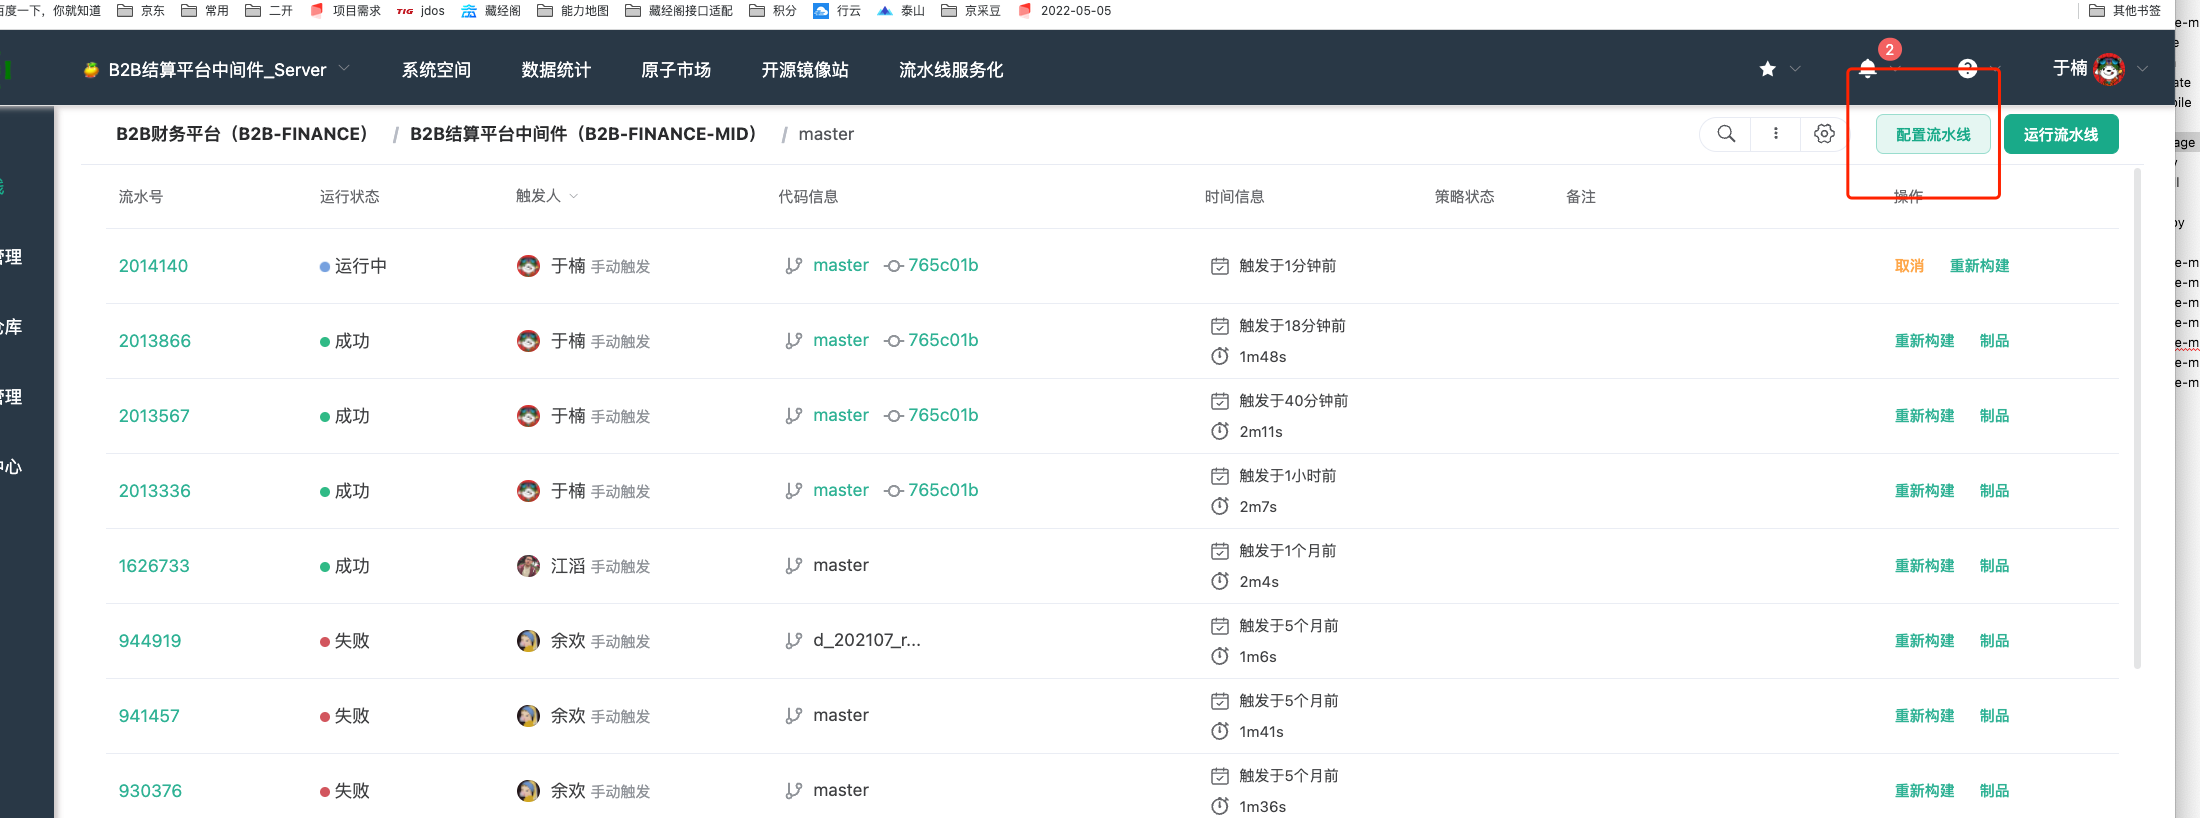 百度一下，你就知道 京东 常用 二开 项目需求 TIG jdos 藏经阁 能力地图 藏经阁接口适配 积分 行云 泰山 京采豆 2022-05-05 其他书签
B2B结算平台中间件_Server 系统空间 数据统计 原子市场 开源镜像站 流水线服务化 2 于楠
B2B财务平台（B2B-FINANCE） / B2B结算平台中间件（B2B-FINANCE-MID） / master 配置流水线 运行流水线
流水号 运行状态 触发人 代码信息 时间信息 策略状态 备注 操作
2014140 运行中 于楠 手动触发 master 765c01b 触发于1分钟前 取消 重新构建
2013866 成功 于楠 手动触发 master 765c01b 触发于18分钟前 重新构建 制品
1m48s
2013567 成功 于楠 手动触发 master 765c01b 触发于40分钟前 重新构建 制品
2m11s
2013336 成功 于楠 手动触发 master 765c01b 触发于1小时前 重新构建 制品
2m7s
1626733 成功 江滔 手动触发 master 触发于1个月前 重新构建 制品
2m4s
944919 失败 余欢 手动触发 d_202107_r... 触发于5个月前 重新构建 制品
1m6s
941457 失败 余欢 手动触发 master 触发于5个月前 重新构建 制品
1m41s
930376 失败 余欢 手动触发 master 触发于5个月前 重新构建 制品
1m36s
管理
仓库
管理
中心